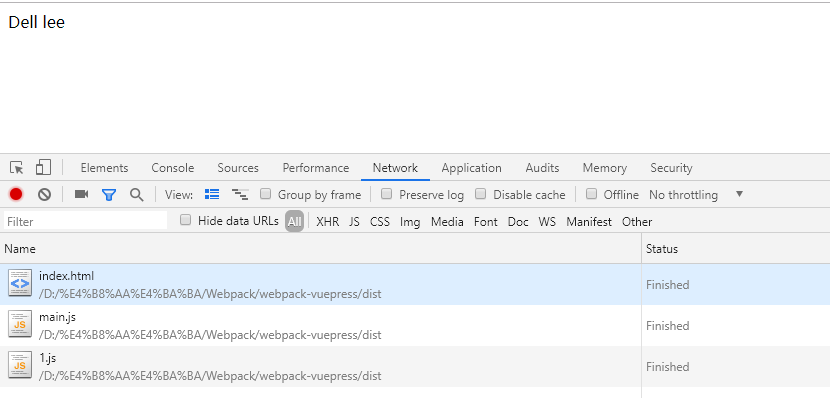 Dell lee
Elements Console Sources Performance Network Application Audits Memory Security
View: Group by frame Preserve log Disable cache Offline No throttling
Filter Hide data URLs All XHR JS CSS Img Media Font Doc WS Manifest Other
Name Status
index.html
/D:/%E4%B8%AA%E4%BA%BA/Webpack/webpack-vuepress/dist
Finished
JS
main.js
/D:/%E4%B8%AA%E4%BA%BA/Webpack/webpack-vuepress/dist
Finished
JS
1.js
/D:/%E4%B8%AA%E4%BA%BA/Webpack/webpack-vuepress/dist
Finished